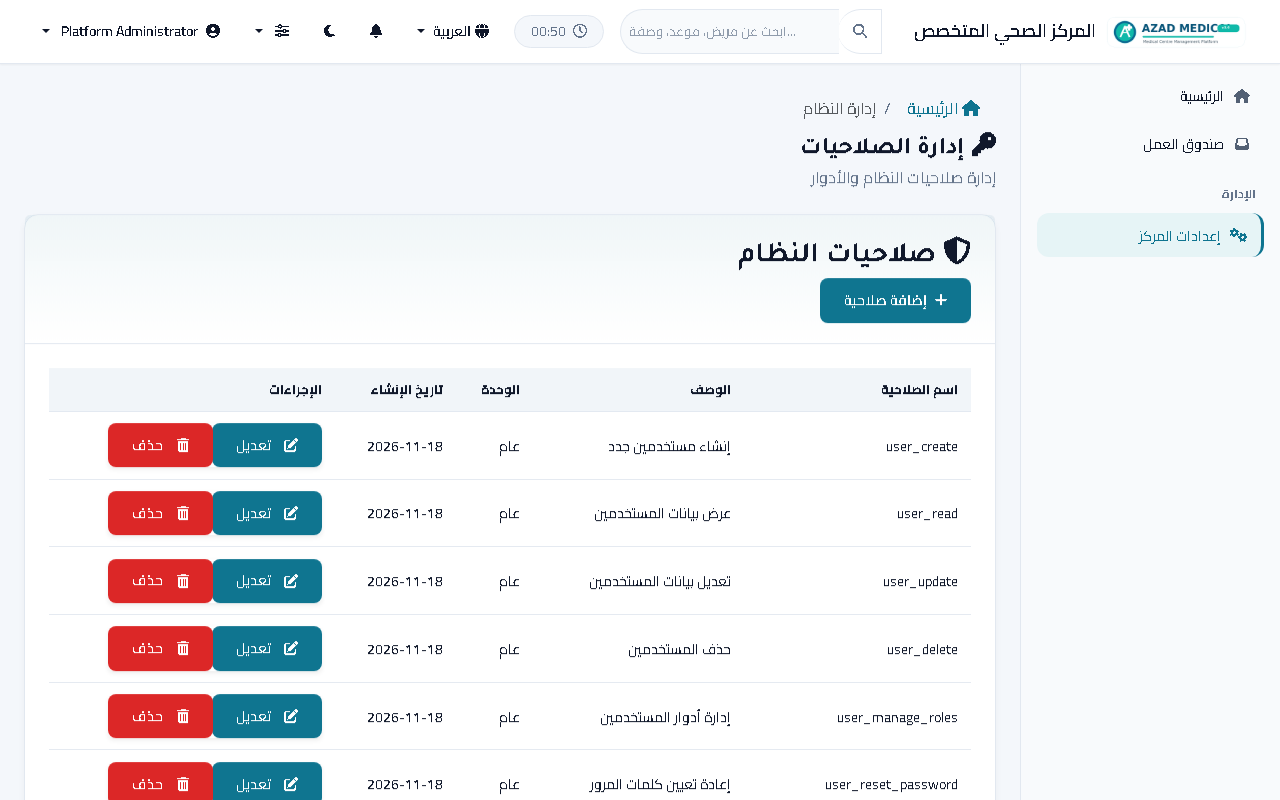 AZAD MEDIC
Medical Centre Management Platform
المركز الصحي المتخصص
ابحث عن مريض، موعد، وصفة...
00:50
العربية
Platform Administrator
الرئيسية
صندوق العمل
الإدارة
إعدادات المركز
الرئيسية / إدارة النظام
إدارة الصلاحيات
إدارة صلاحيات النظام والأدوار
صلاحيات النظام
إضافة صلاحية
اسم الصلاحية الوصف الوحدة تاريخ الإنشاء الإجراءات
user_create إنشاء مستخدمين جدد عام 2026-11-18 تعديل حذف
user_read عرض بيانات المستخدمين عام 2026-11-18 تعديل حذف
user_update تعديل بيانات المستخدمين عام 2026-11-18 تعديل حذف
user_delete حذف المستخدمين عام 2026-11-18 تعديل حذف
user_manage_roles إدارة أدوار المستخدمين عام 2026-11-18 تعديل حذف
user_reset_password إعادة تعيين كلمات المرور عام 2026-11-18 تعديل حذف